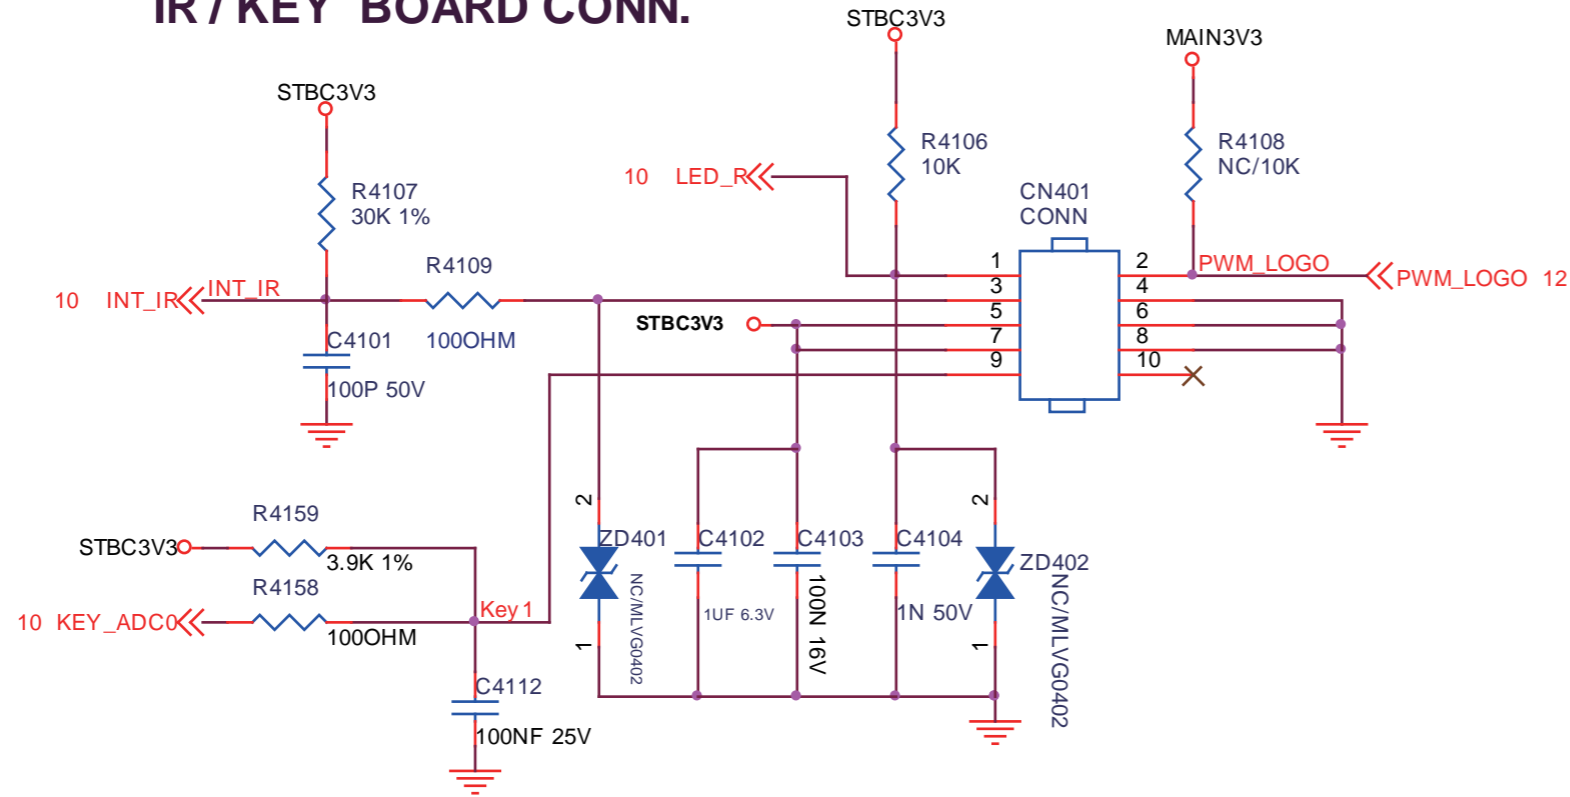 IR / KEY BOARD CONN.
STBC3V3
MAIN3V3
STBC3V3
R4106
10K
R4108
NC/10K
10 LED_R
R4107
30K 1%
CN401
CONN
R4109
1
2
PWM_LOGO
PWM_LOGO 12
10 INT_IR
INT_IR
3
4
STBC3V3
5
6
C4101
100OHM
7
8
9
10
100P 50V
2
2
R4159
STBC3V3
3.9K 1%
ZD401
C4102
C4103
C4104
ZD402
R4158
NC/MLVG0402
1UF 6.3V
100N 16V
1N 50V
NC/MLVG0402
10 KEY_ADC0
100OHM
Key1
1
1
C4112
100NF 25V